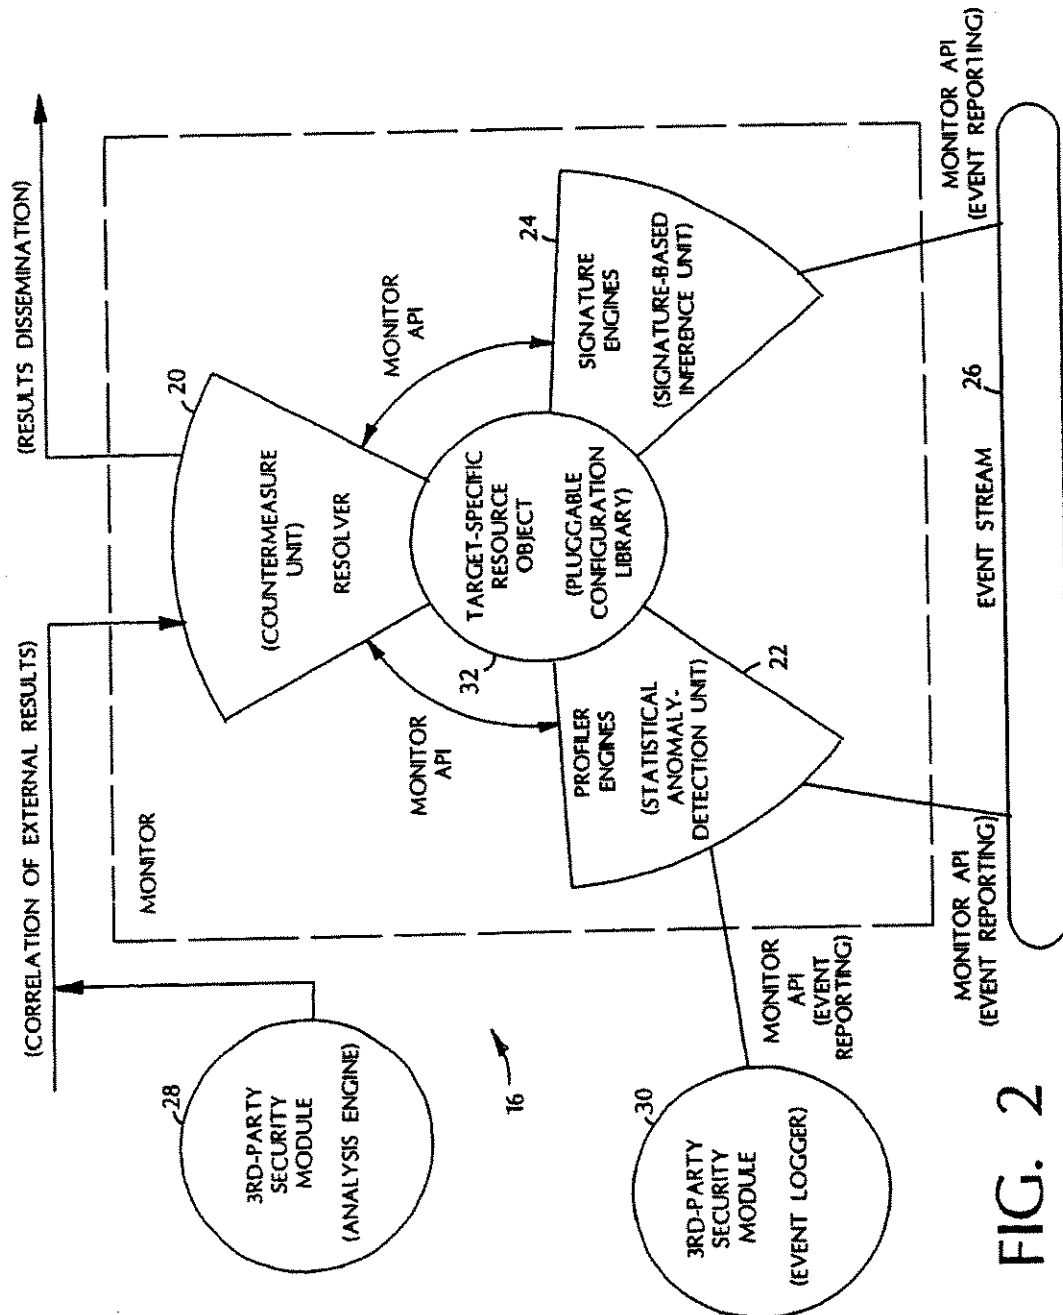 (CORRELATION OF EXTERNAL RESULTS)
(RESULTS DISSEMINATION)
MONITOR
20
(COUNTERMEASURE
UNIT)
RESOLVER
MONITOR
API
MONITOR
API
28
3RD-PARTY
SECURITY
MODULE
(ANALYSIS ENGINE)
16
32
TARGET-SPECIFIC
RESOURCE
OBJECT
(PLUGGABLE
CONFIGURATION
LIBRARY)
24
SIGNATURE
ENGINES
(SIGNATURE-BASED
INFERENCE UNIT)
PROFILER
ENGINES
(STATISTICAL
ANOMALY-
DETECTION UNIT)
22
30
3RD-PARTY
SECURITY
MODULE
(EVENT LOGGER)
MONITOR
API
(EVENT
REPORTING)
MONITOR API
(EVENT REPORTING)
MONITOR API
(EVENT REPORTING)
EVENT STREAM
26
FIG. 2